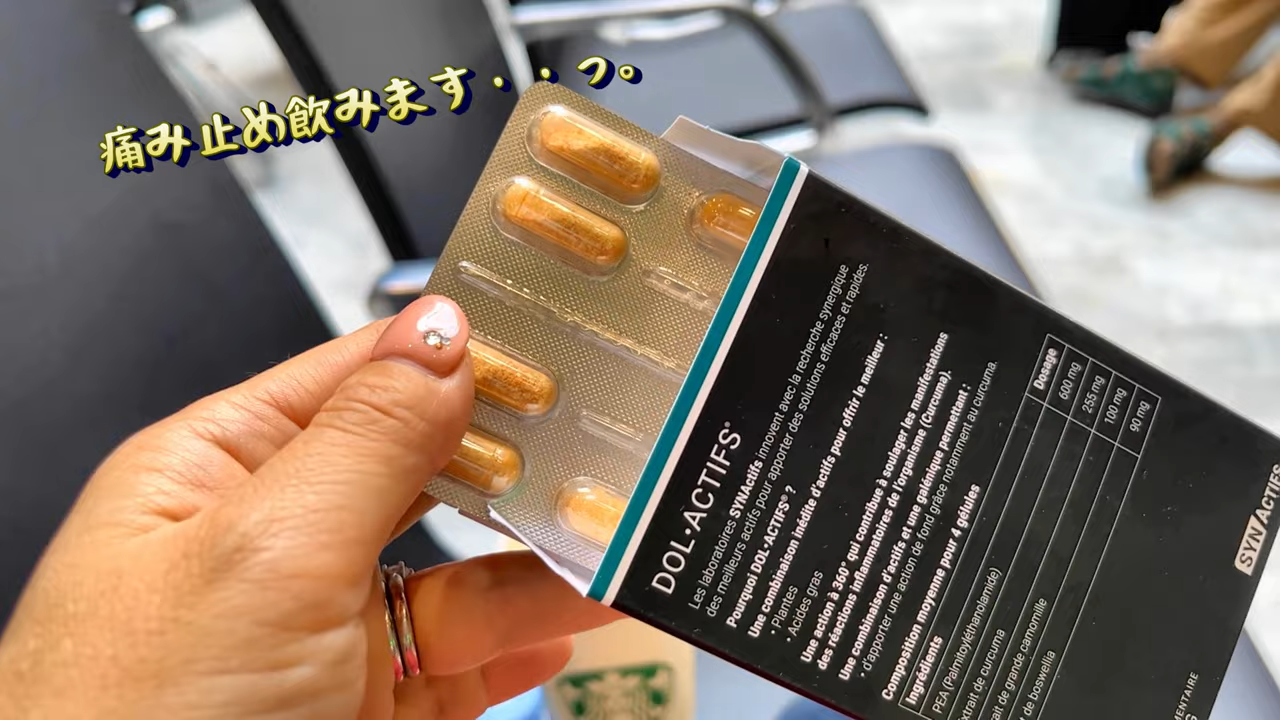 痛み止め飲みます・・っ。
DOL·ACTIFS®
Les laboratoires SYNActifs innovent avec la recherche synergique
des meilleurs actifs pour apporter des solutions efficaces et rapides.
Pourquoi DOL·ACTIFS® ?
Une combinaison inédite d'actifs pour offrir le meilleur :
· Plantes
· Acides gras
Une action à 360° qui contribue à soulager les manifestations
des réactions inflammatoires de l'organisme (Curcuma).
Une combinaison d'actifs et une galénique permettant :
· d'apporter une action de fond grâce notamment au curcuma.
Composition moyenne pour 4 gélules
Ingrédients Dosage
PEA (Palmitoyléthanolamide) 600 mg
extrait de curcuma 255 mg
ait de grande camomille 100 mg
t de boswellia 90 mg
SYNACTIFS
ENTAIRE